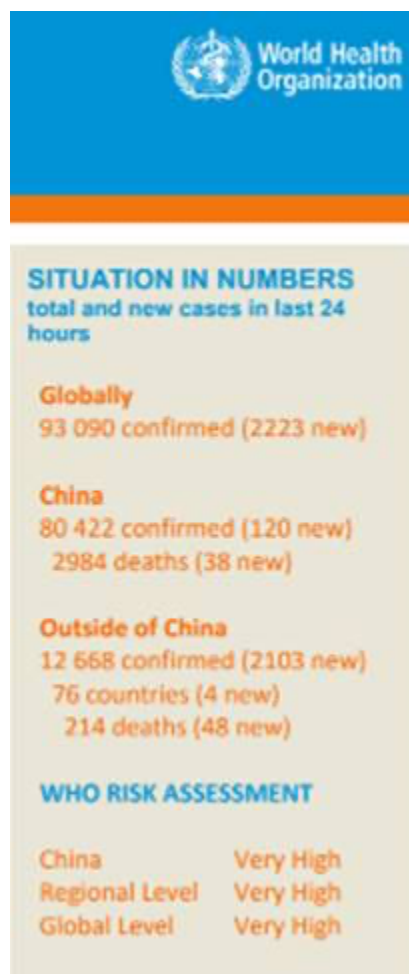 World Health
Organization
SITUATION IN NUMBERS
total and new cases in last 24
hours
Globally
93 090 confirmed (2223 new)
China
80 422 confirmed (120 new)
2984 deaths (38 new)
Outside of China
12 668 confirmed (2103 new)
76 countries (4 new)
214 deaths (48 new)
WHO RISK ASSESSMENT
China Very High
Regional Level Very High
Global Level Very High